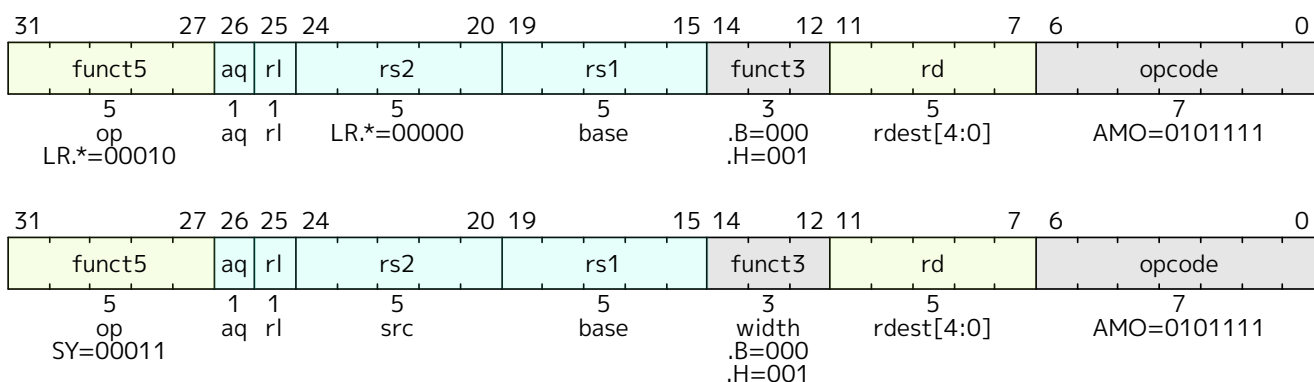 31 27 26 25 24 20 19 15 14 12 11 7 6 0
funct5 aq rl rs2 rs1 funct3 rd opcode
5 1 1 5 5 3 5 7
op aq rl LR.*=00000 base .B=000 rdest[4:0] AMO=0101111
LR.*=00010 .H=001
31 27 26 25 24 20 19 15 14 12 11 7 6 0
funct5 aq rl rs2 rs1 funct3 rd opcode
5 1 1 5 5 3 5 7
op aq rl src base width rdest[4:0] AMO=0101111
SY=00011 .B=000
.H=001